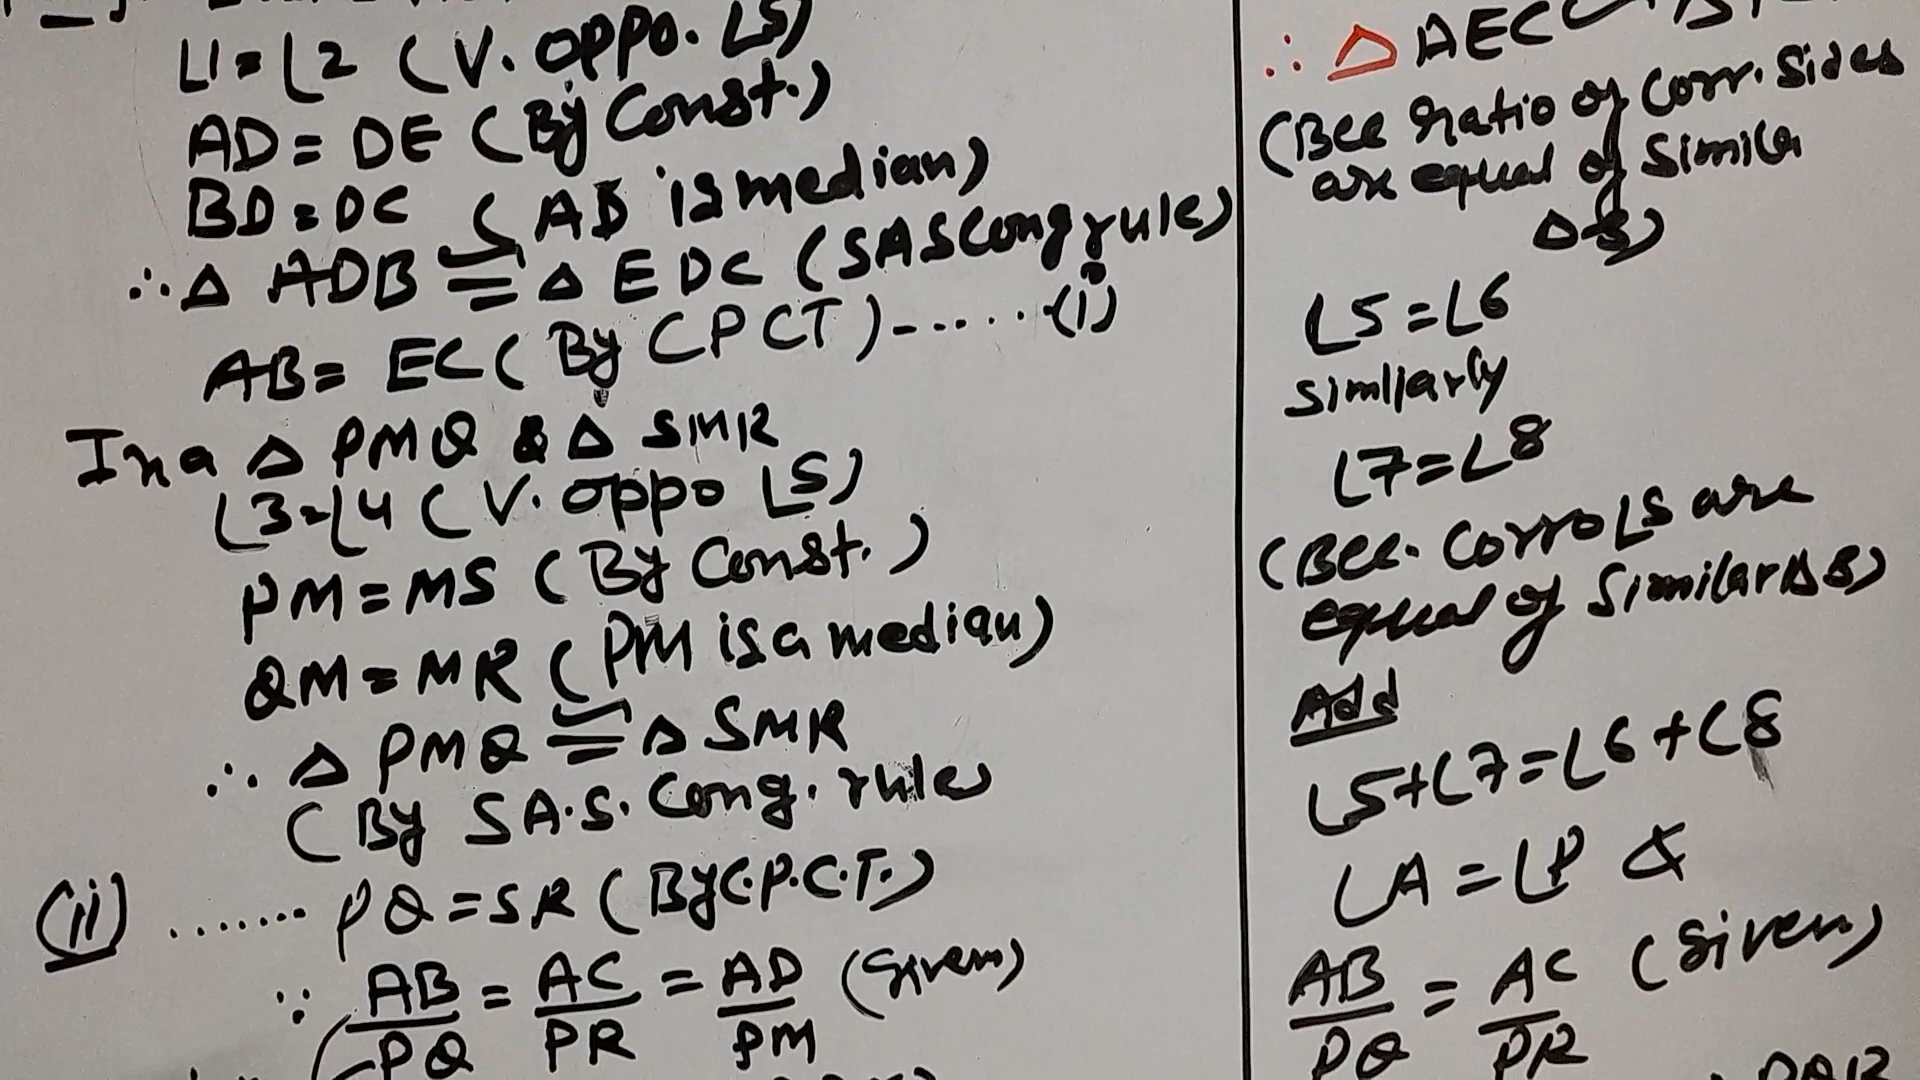 ∠1=∠2 (V. oppo. ∠S)
AD = DE (By Const.)
BD = DC (AD is median)
∴ Δ ADB ≅ Δ EDC (SAS Cong rule)
AB = EC ( By CPCT )-..... (i)
In a Δ PMQ & Δ SMR
∠3=∠4 ( V. oppo ∠S)
PM = MS ( By Const. )
QM = MR ( PM is a median)
∴ Δ PMQ ≅ Δ SMR
( By S A.S. Cong. rule
(ii) ....... PQ = SR ( By C.P.C.T.)
∵ AB/PQ = AC/PR = AD/PM (Given)
∴ Δ AEC
(Bec ratio of corr. sides
are equal of similar
Δs)
∠5 = ∠6
simliarly
∠7 = ∠8
(Bec. Corro ∠S are
equal of Similar Δs)
Add
∠5+∠7=∠6+∠8
∠A = ∠P &
AB/PQ = AC/PR (Given)